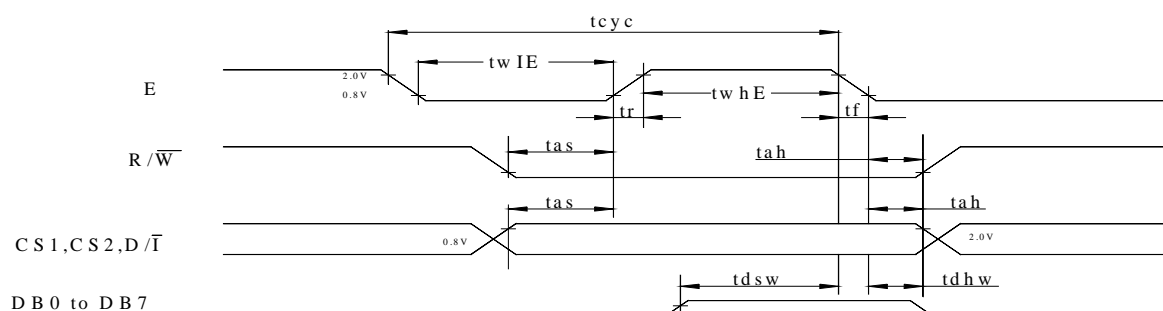 tcyc
twIE
2.0V
E
0.8V
twhE
tr
tf
R/W̅
tas
tah
tas
tah
CS1,CS2,D/I̅
0.8V
2.0V
tdsw
tdhw
DB0 to DB7